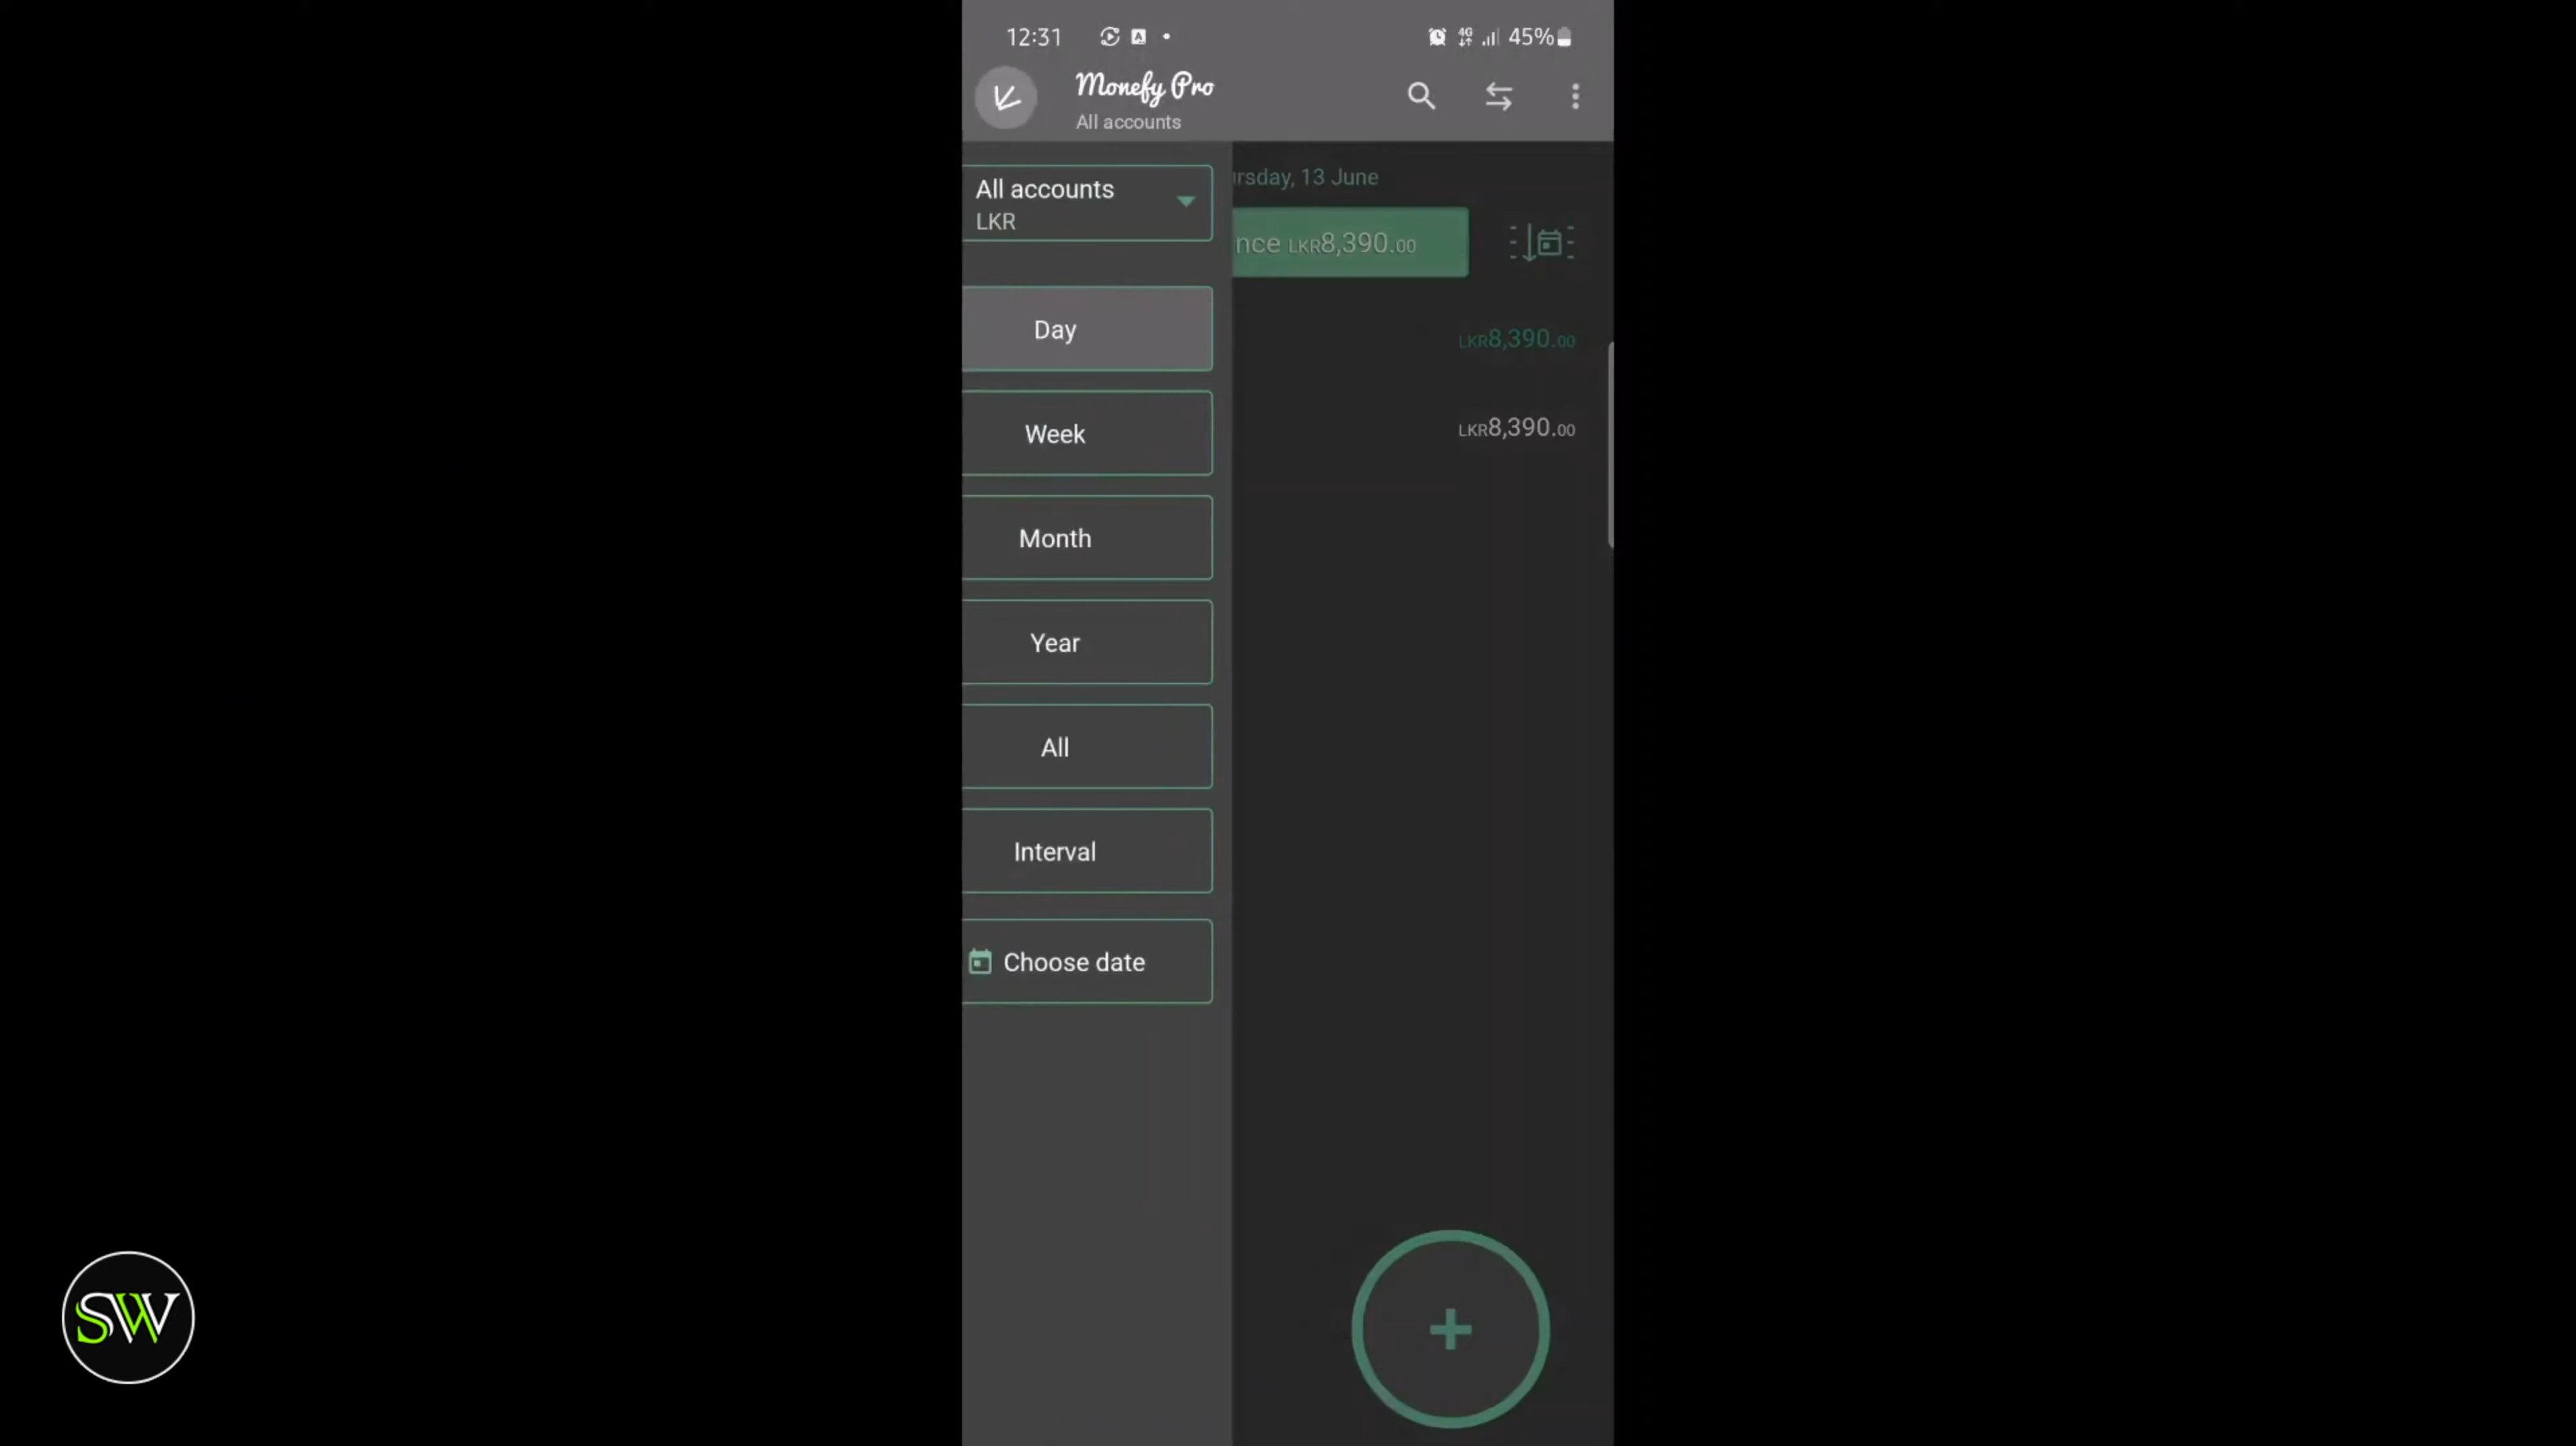 12:31
45%
Monefy Pro
All accounts
All accounts
LKR
rsday, 13 June
nce LKR8,390.00
Day
LKR8,390.00
Week
LKR8,390.00
Month
Year
All
Interval
Choose date
SW